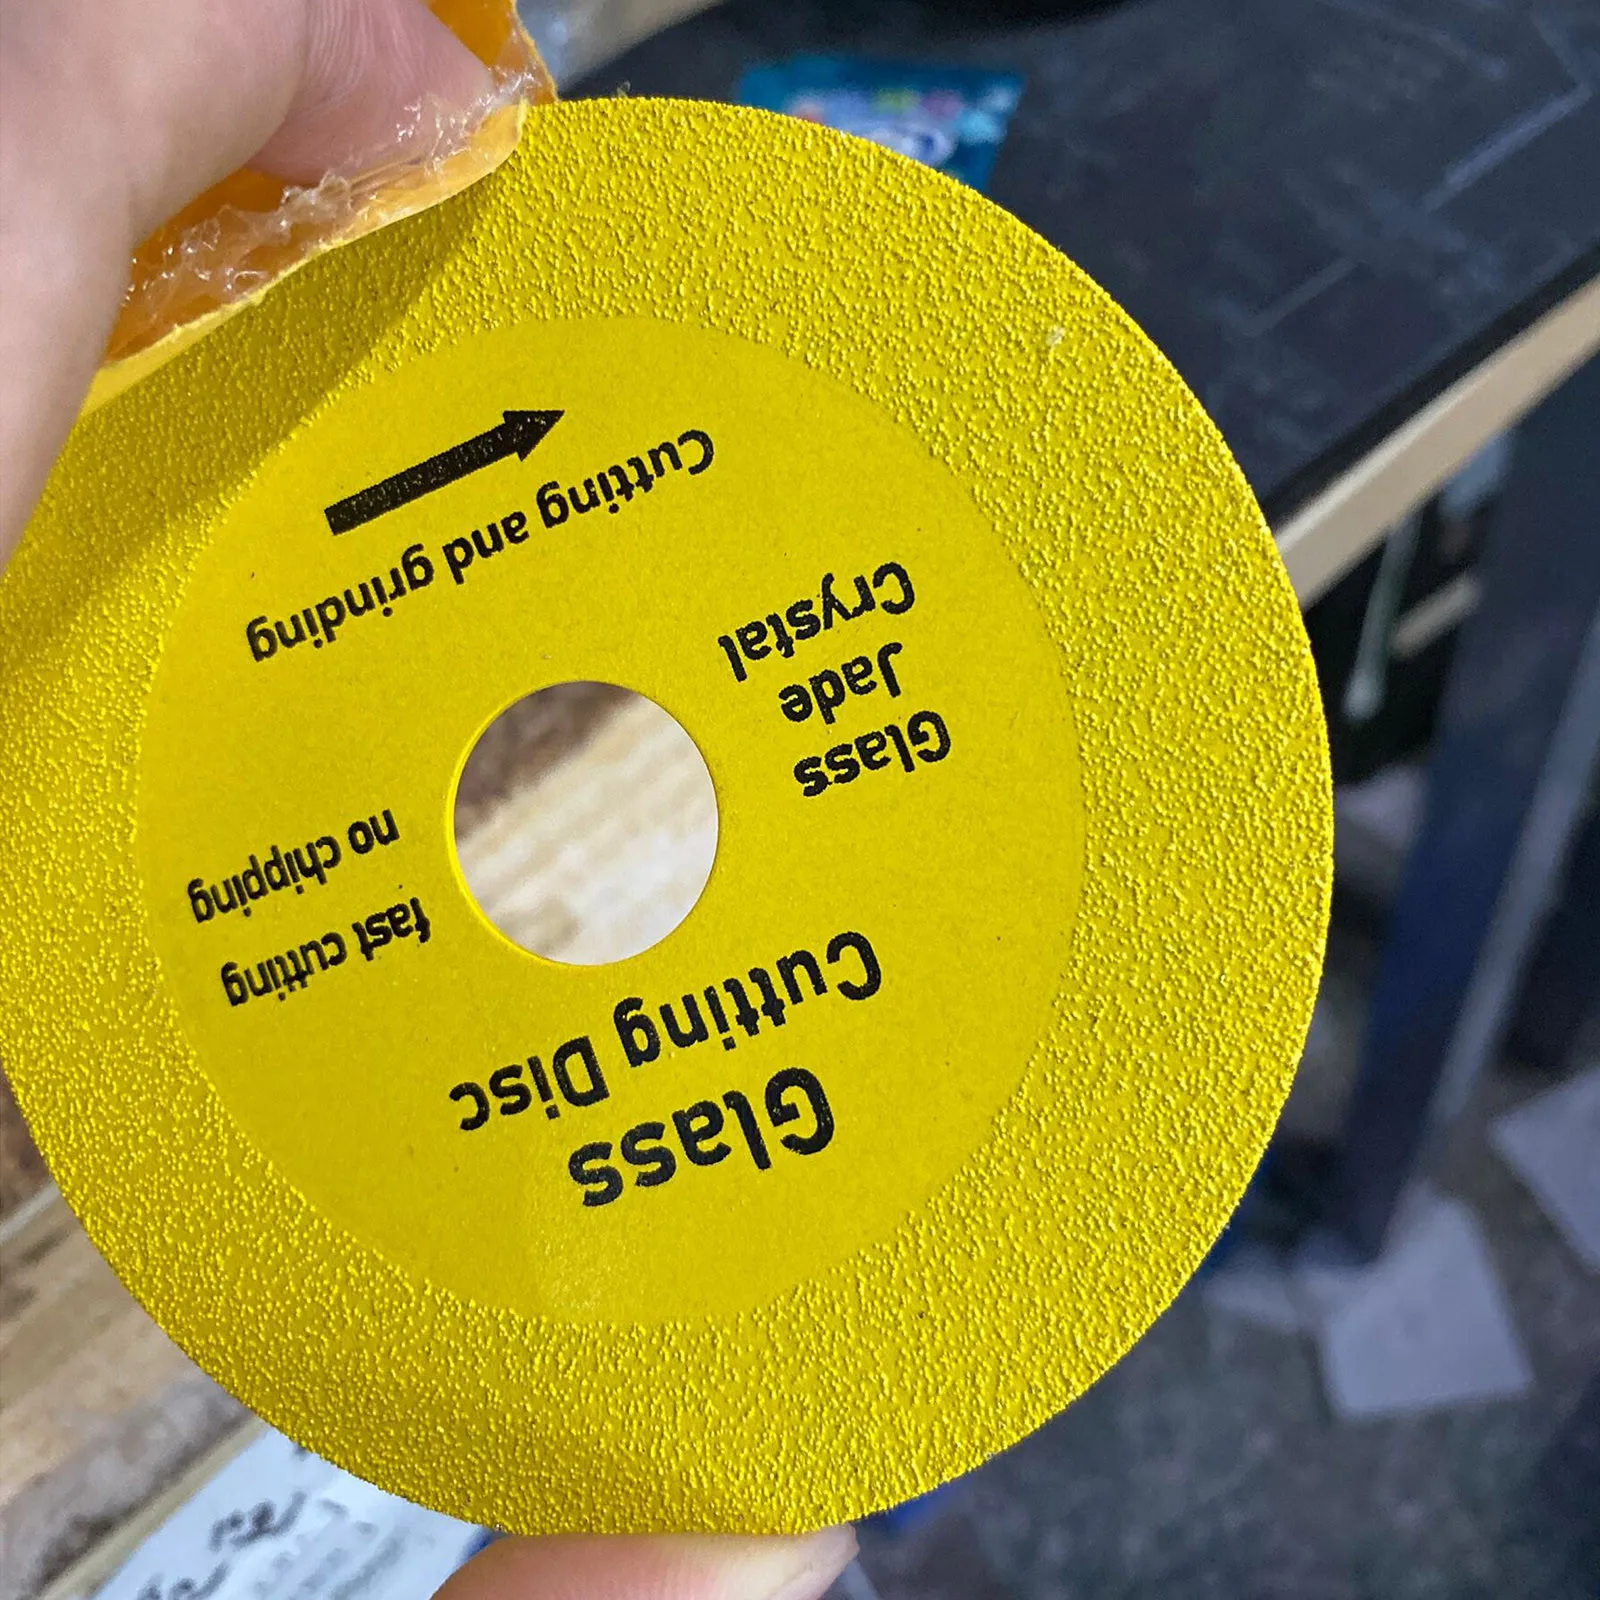 Glass
Cutting Disc
fast cutting
no chipping
Glass
Jade
Crystal
Cutting and grinding